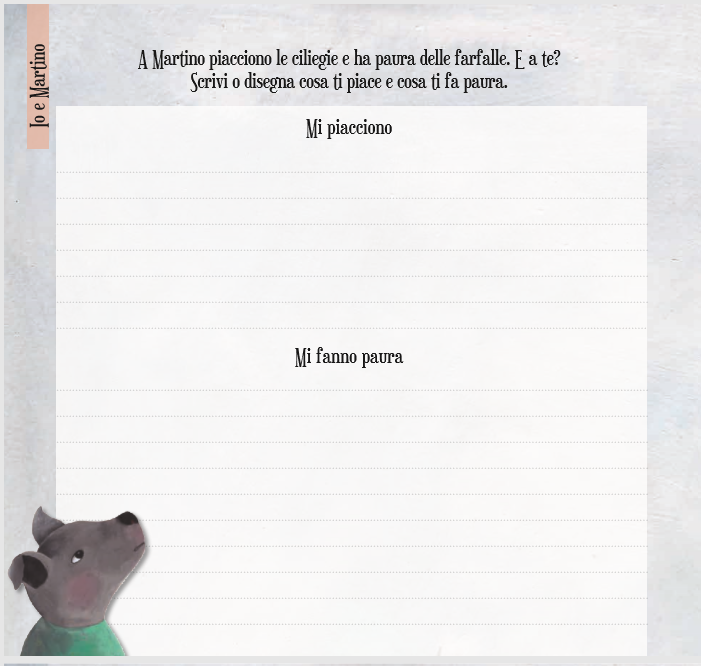 Io e Martino
A Martino piacciono le ciliegie e ha paura delle farfalle. E a te?
Scrivi o disegna cosa ti piace e cosa ti fa paura.
Mi piacciono
Mi fanno paura